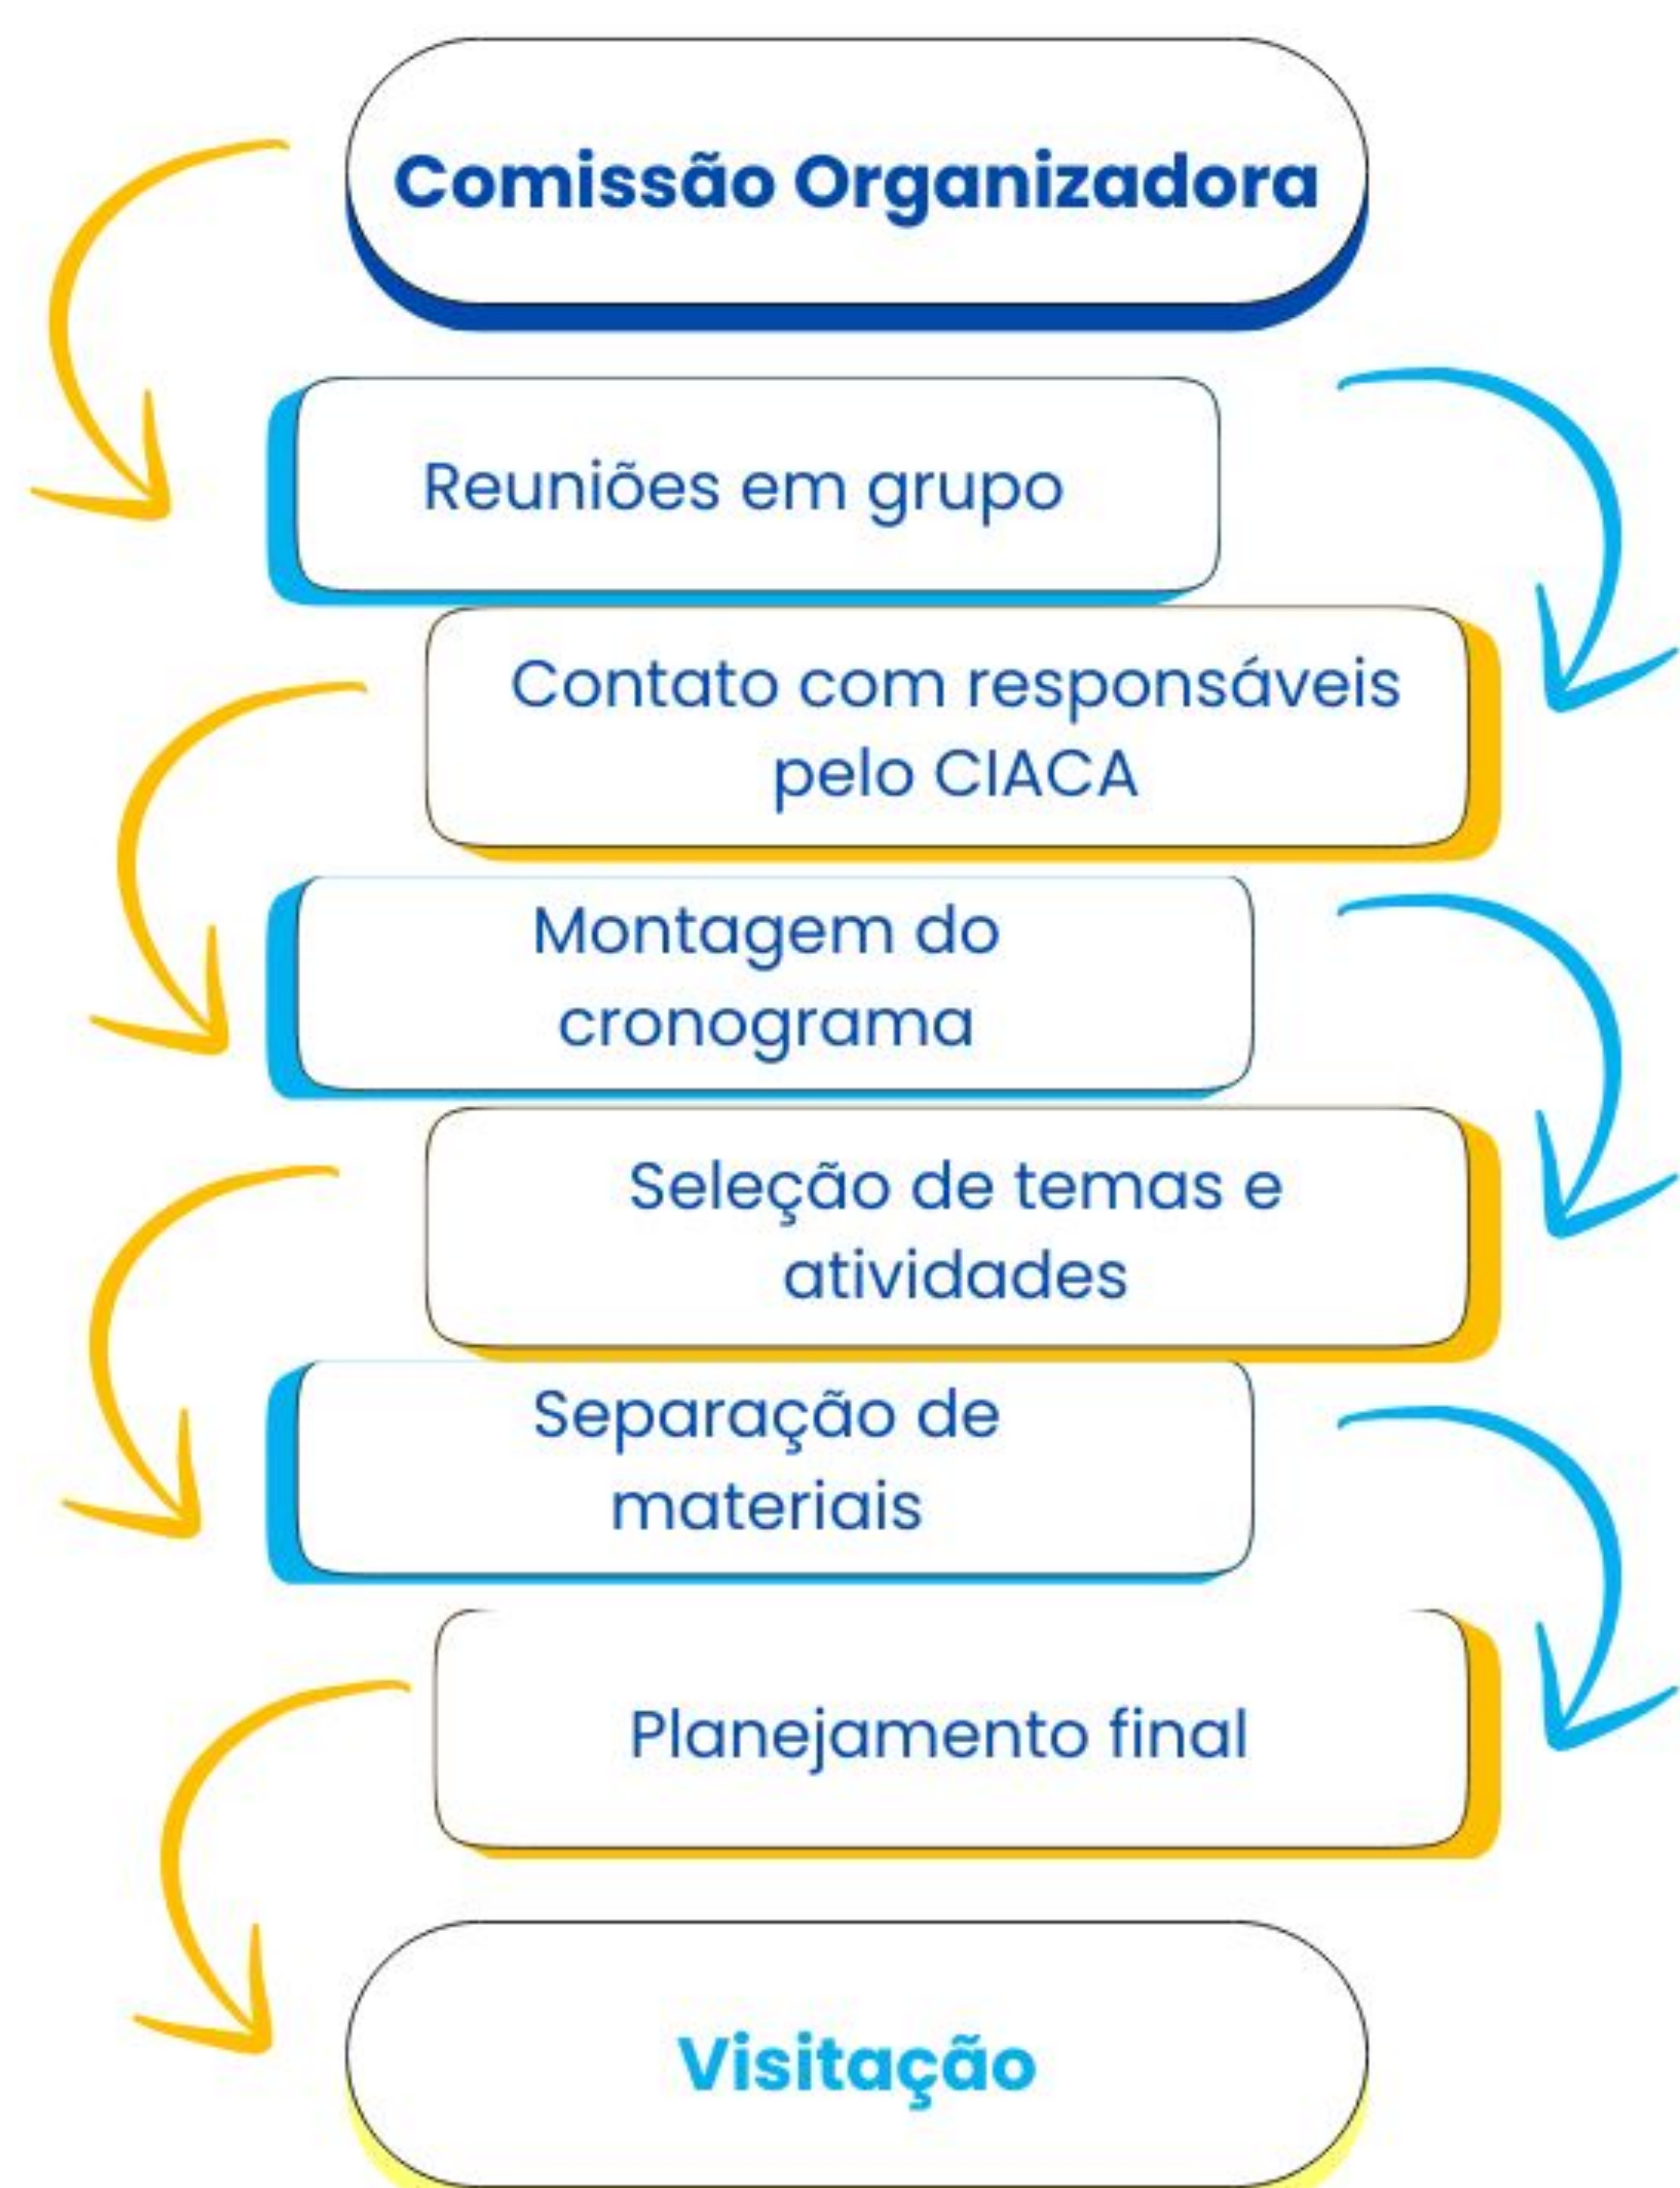 Comissão Organizadora
Reuniões em grupo
Contato com responsáveis
pelo CIACA
Montagem do
cronograma
Seleção de temas e
atividades
Separação de
materiais
Planejamento final
Visitação